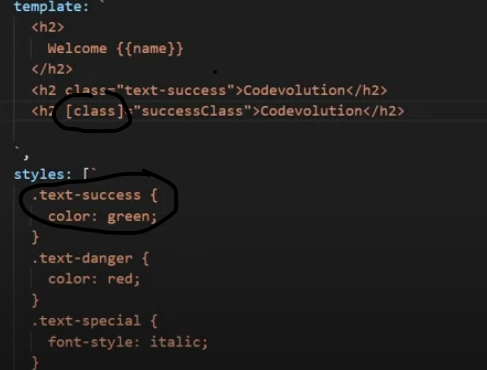 template: `
<h2>
Welcome {{name}}
</h2>
<h2 class="text-success">Codevolution</h2>
<h2 [class]="successClass">Codevolution</h2>
`,
styles: [`
.text-success {
color: green;
}
.text-danger {
color: red;
}
.text-special {
font-style: italic;
}